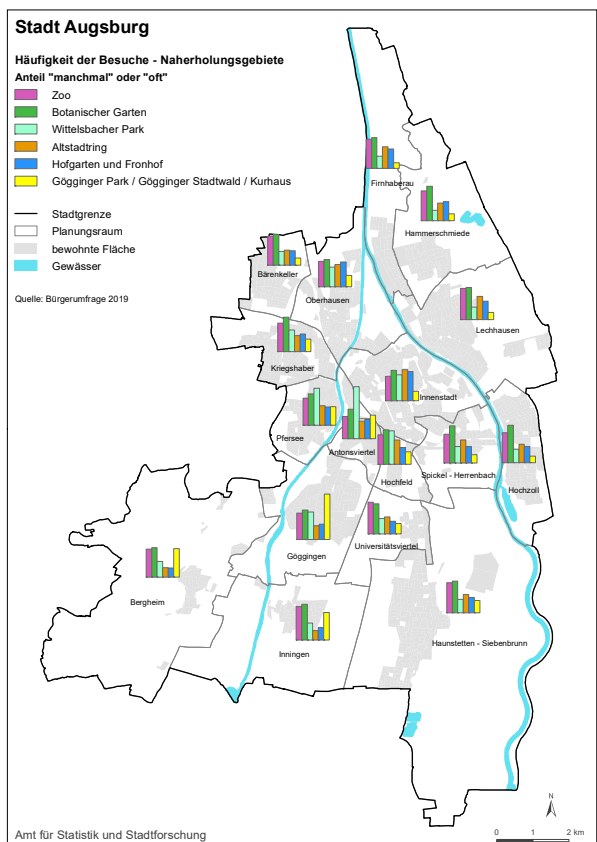 Stadt Augsburg
Häufigkeit der Besuche - Naherholungsgebiete
Anteil "manchmal" oder "oft"
Zoo
Botanischer Garten
Wittelsbacher Park
Altstadtring
Hofgarten und Fronhof
Gögginger Park / Gögginger Stadtwald / Kurhaus
Stadtgrenze
Planungsraum
bewohnte Fläche
Gewässer
Quelle: Bürgerumfrage 2019
Firnhaberau
Hammerschmiede
Bärenkeller
Oberhausen
Lechhausen
Kriegshaber
Innenstadt
Pfersee
Antonsviertel
Hochfeld
Spickel - Herrenbach
Hochzoll
Göggingen
Universitätsviertel
Bergheim
Inningen
Haunstetten - Siebenbrunn
N
0 1 2 km
Amt für Statistik und Stadtforschung